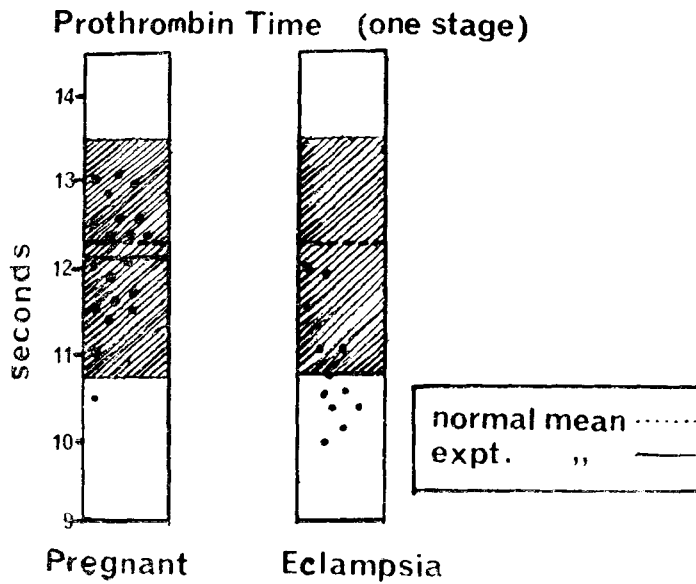 Prothrombin Time (one stage)
14
13
12
11
10
9
seconds
Pregnant
Eclampsia
normal mean ........
expt. ,, ——